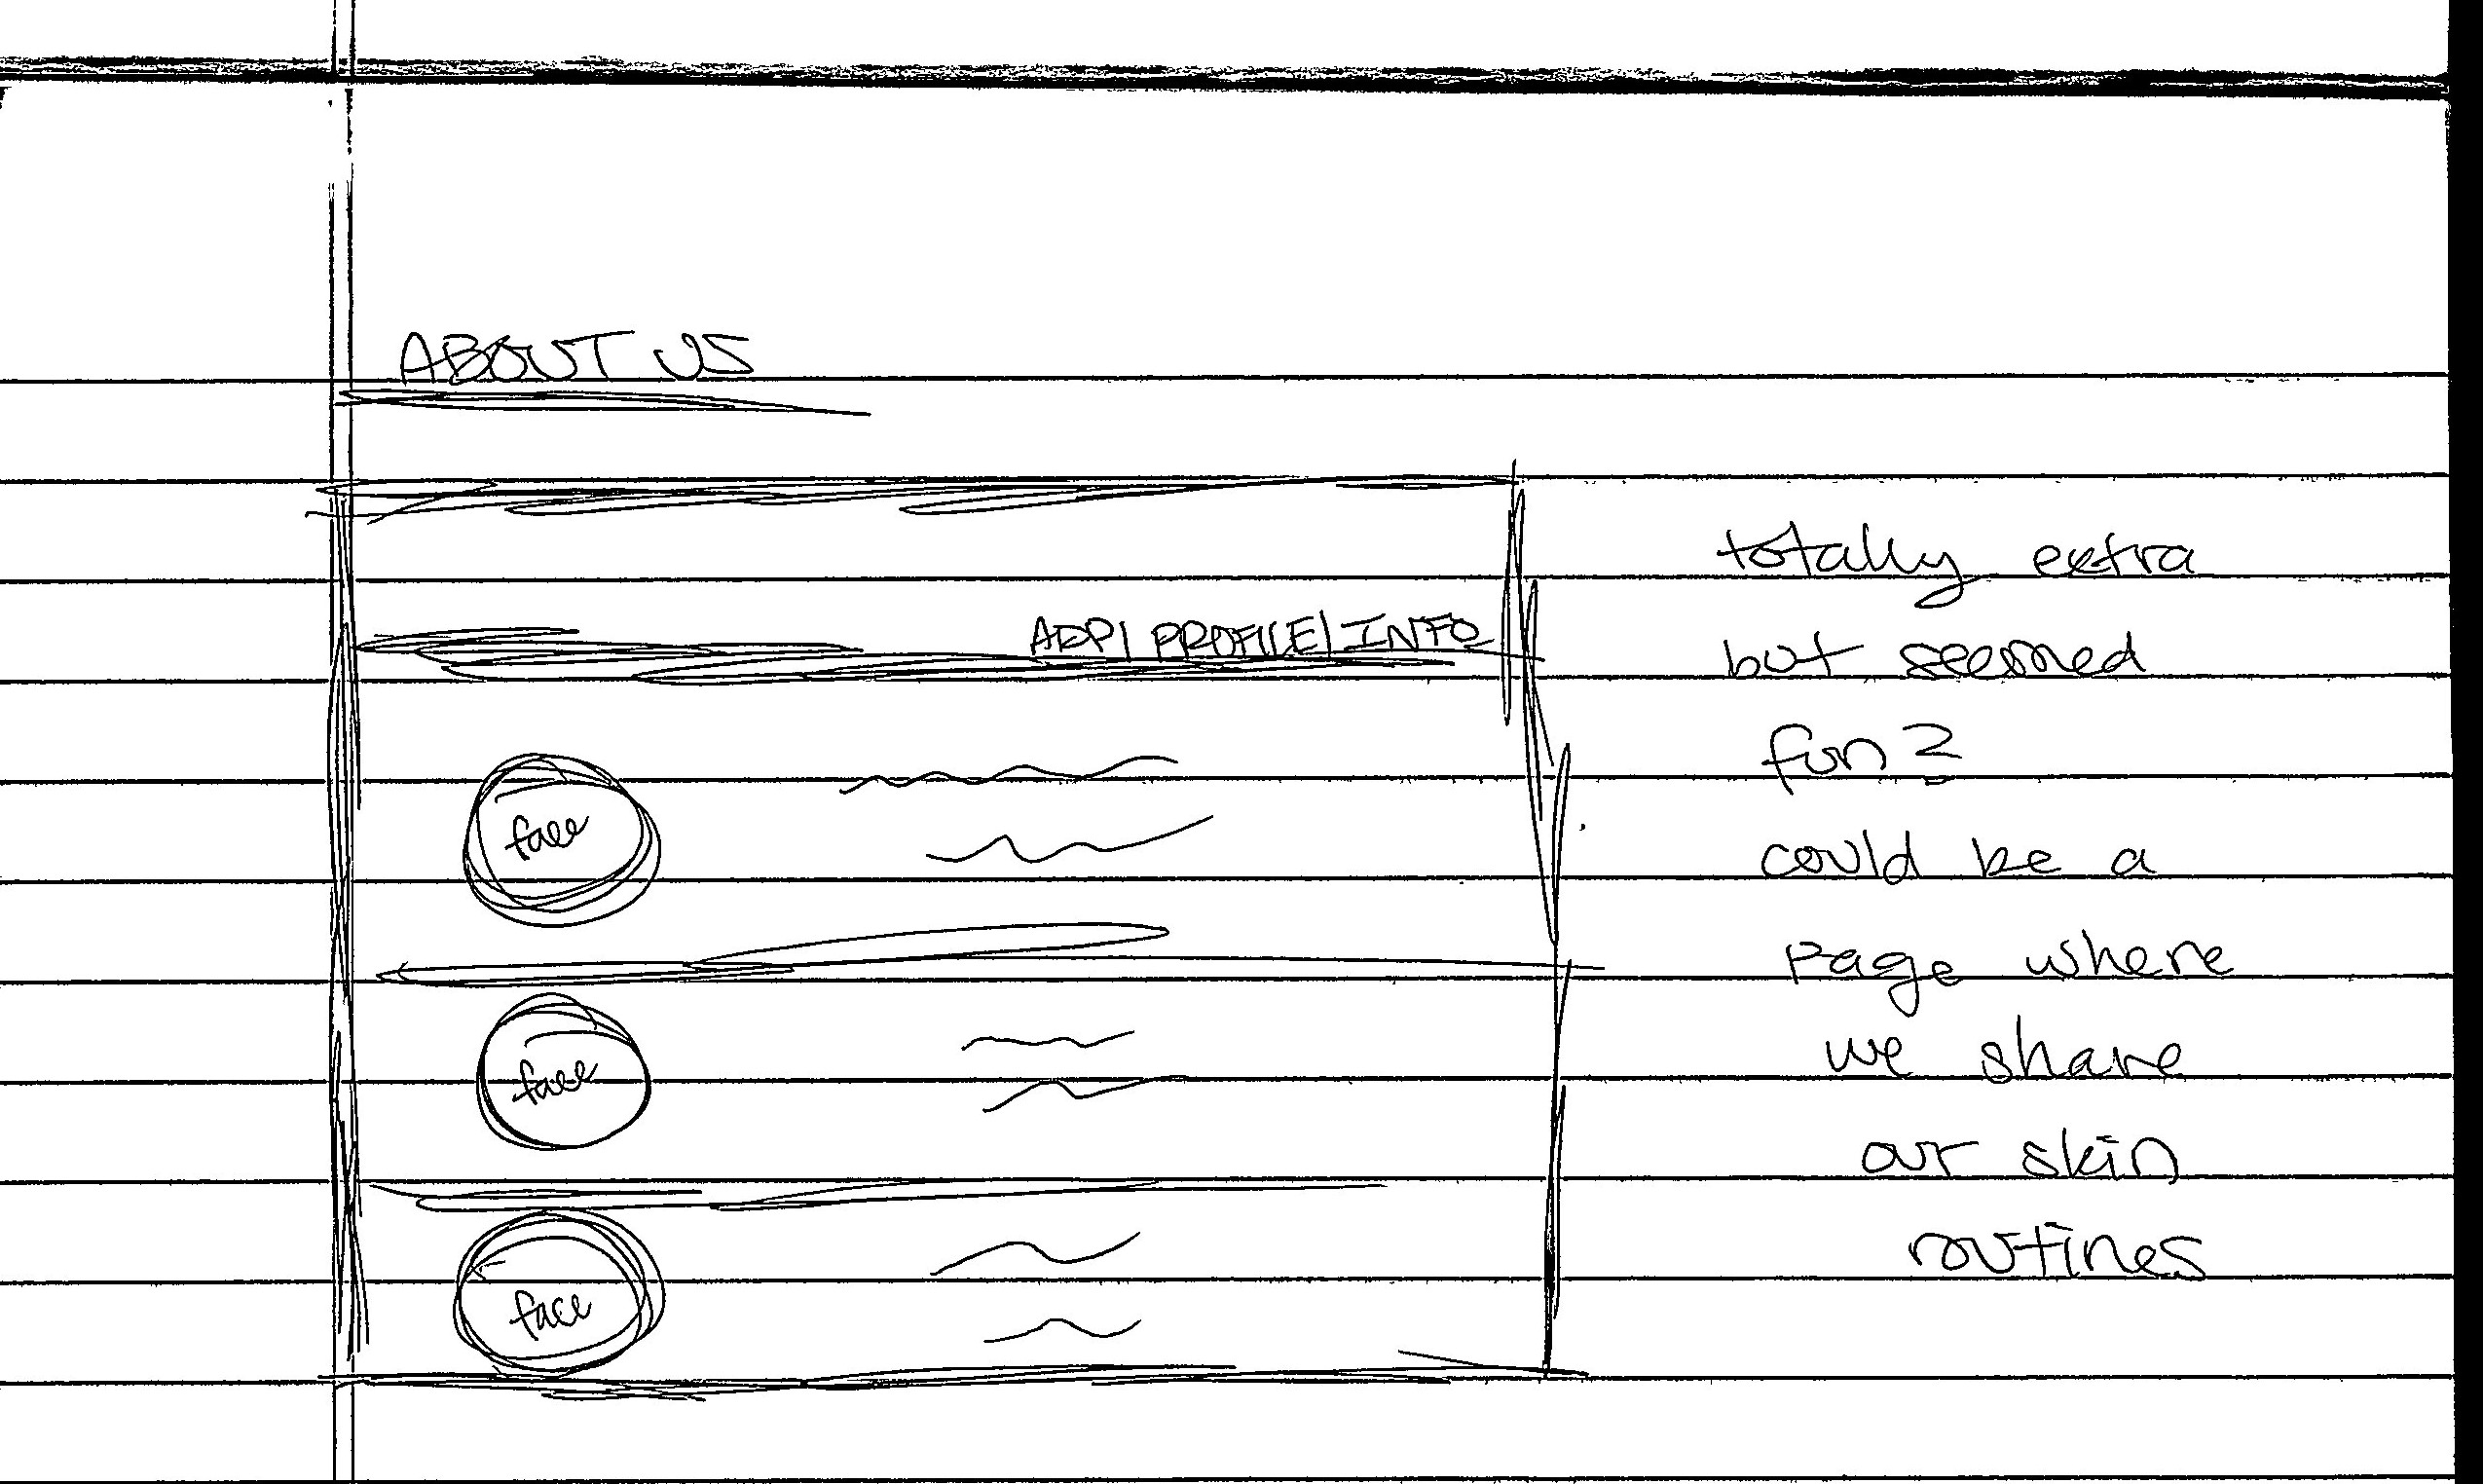 ABOUT US
PROFILE | INFO
face
face
face
totally extra
but seemed
fun?
could be a
page where
we share
our skin
routines